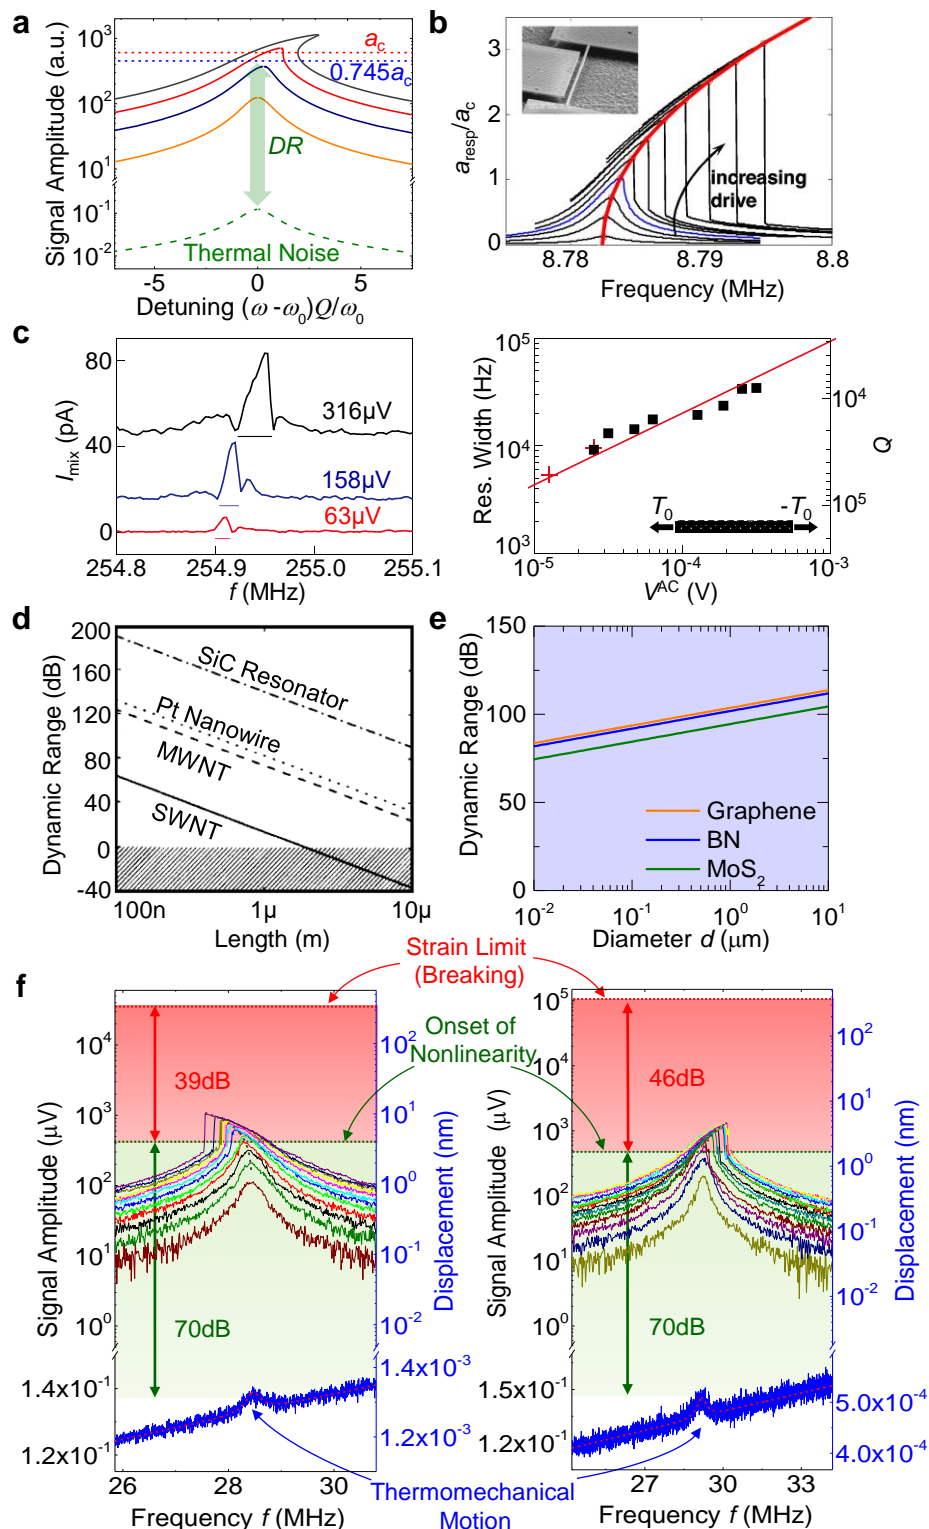 a
Signal Amplitude (a.u.)
10³
10²
10¹
10⁻¹
10⁻²
a_c
0.745a_c
DR
Thermal Noise
-5 0 5
Detuning (ω-ω₀)Q/ω₀
b
a_resp/a_c
3
2
1
0
increasing
drive
8.78 8.79 8.8
Frequency (MHz)
c
I_mix (pA)
80
40
0
316µV
158µV
63µV
254.8 254.9 255.0 255.1
f (MHz)
Res. Width (Hz)
10⁵
10⁴
10³
10⁴
10⁵
Q
T₀
-T₀
10⁻⁵ 10⁻⁴ 10⁻³
V^AC (V)
d
Dynamic Range (dB)
200
160
120
80
40
0
-40
SiC Resonator
Pt Nanowire
MWNT
SWNT
100n 1µ 10µ
Length (m)
e
Dynamic Range (dB)
150
100
50
0
Graphene
BN
MoS₂
10⁻² 10⁻¹ 10⁰ 10¹
Diameter d (µm)
f
Strain Limit
(Breaking)
Onset of
Nonlinearity
Signal Amplitude (µV)
10⁴
10³
10²
10¹
10⁰
1.4x10⁻¹
1.2x10⁻¹
39dB
70dB
10²
10¹
10⁰
10⁻¹
10⁻²
1.4x10⁻³
1.2x10⁻³
Displacement (nm)
26 28 30
Frequency f (MHz)
Signal Amplitude (µV)
10⁵
10⁴
10³
10²
10¹
10⁰
1.5x10⁻¹
1.2x10⁻¹
46dB
70dB
10²
10¹
10⁰
10⁻¹
10⁻²
5.0x10⁻⁴
4.0x10⁻⁴
Displacement (nm)
27 30 33
Frequency f (MHz)
Thermomechanical
Motion